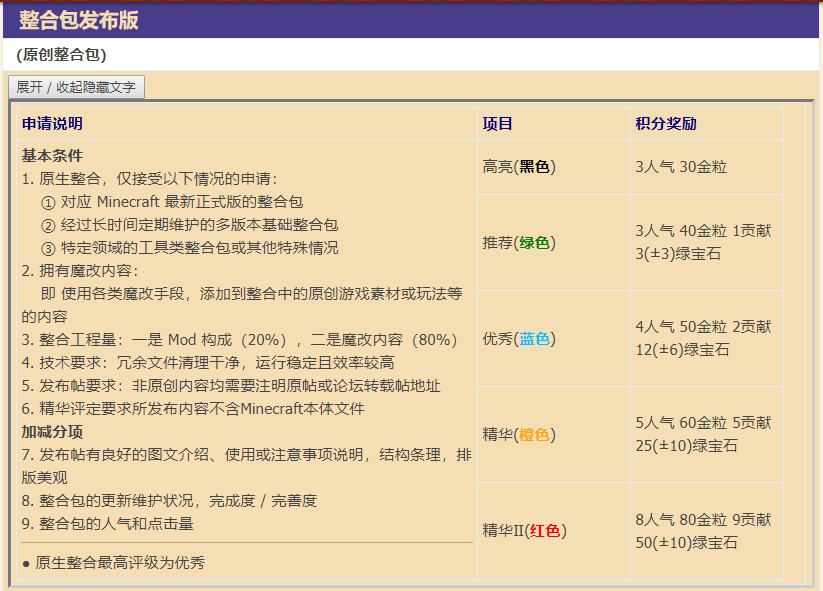 整合包发布版
(原创整合包)
展开 / 收起隐藏文字
申请说明
项目
积分奖励
基本条件
1. 原生整合，仅接受以下情况的申请：
① 对应 Minecraft 最新正式版的整合包
② 经过长时间定期维护的多版本基础整合包
③ 特定领域的工具类整合包或其他特殊情况
2. 拥有魔改内容：
即 使用各类魔改手段，添加到整合中的原创游戏素材或玩法等
的内容
3. 整合工程量：一是 Mod 构成（20%），二是魔改内容（80%）
4. 技术要求：冗余文件清理干净，运行稳定且效率较高
5. 发布帖要求：非原创内容均需要注明原帖或论坛转载帖地址
6. 精华评定要求所发布内容不含Minecraft本体文件
加减分项
7. 发布帖有良好的图文介绍、使用或注意事项说明，结构条理，排
版美观
8. 整合包的更新维护状况，完成度 / 完善度
9. 整合包的人气和点击量
● 原生整合最高评级为优秀
高亮(黑色)
3人气 30金粒
推荐(绿色)
3人气 40金粒 1贡献
3(±3)绿宝石
优秀(蓝色)
4人气 50金粒 2贡献
12(±6)绿宝石
精华(橙色)
5人气 60金粒 5贡献
25(±10)绿宝石
精华II(红色)
8人气 80金粒 9贡献
50(±10)绿宝石